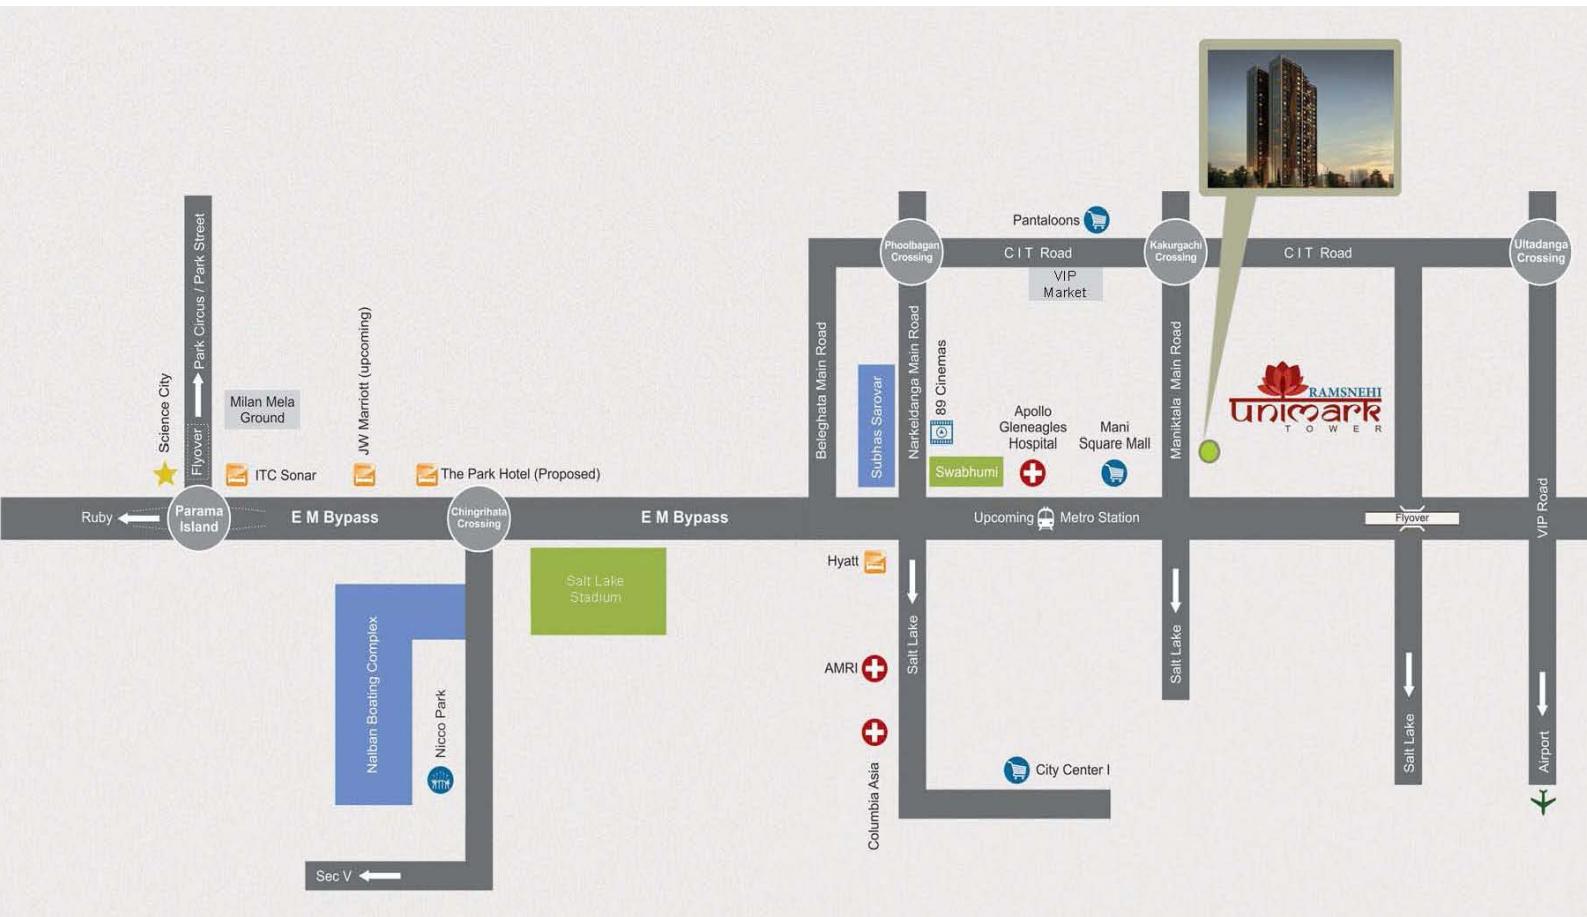 Pantaloons
Phoolbagan
Crossing
C I T Road
Kakurgachi
Crossing
C I T Road
Ultadanga
Crossing
VIP
Market
Park Circus / Park Street
Flyover
Science City
Milan Mela
Ground
JW Marriott (upcoming)
ITC Sonar
The Park Hotel (Proposed)
Beleghata Main Road
Subhas Sarovar
Narkeldanga Main Road
89 Cinemas
Swabhumi
Apollo
Gleneagles
Hospital
Mani
Square Mall
Maniktala Main Road
RAMSNEHI
unimark
TOWER
Ruby
Parama
Island
E M Bypass
Chingrihata
Crossing
E M Bypass
Upcoming Metro Station
Flyover
VIP Road
Hyatt
Salt Lake
Stadium
Nalban Boating Complex
Nicco Park
AMRI
Salt Lake
Salt Lake
Salt Lake
Airport
Columbia Asia
City Center I
Sec V